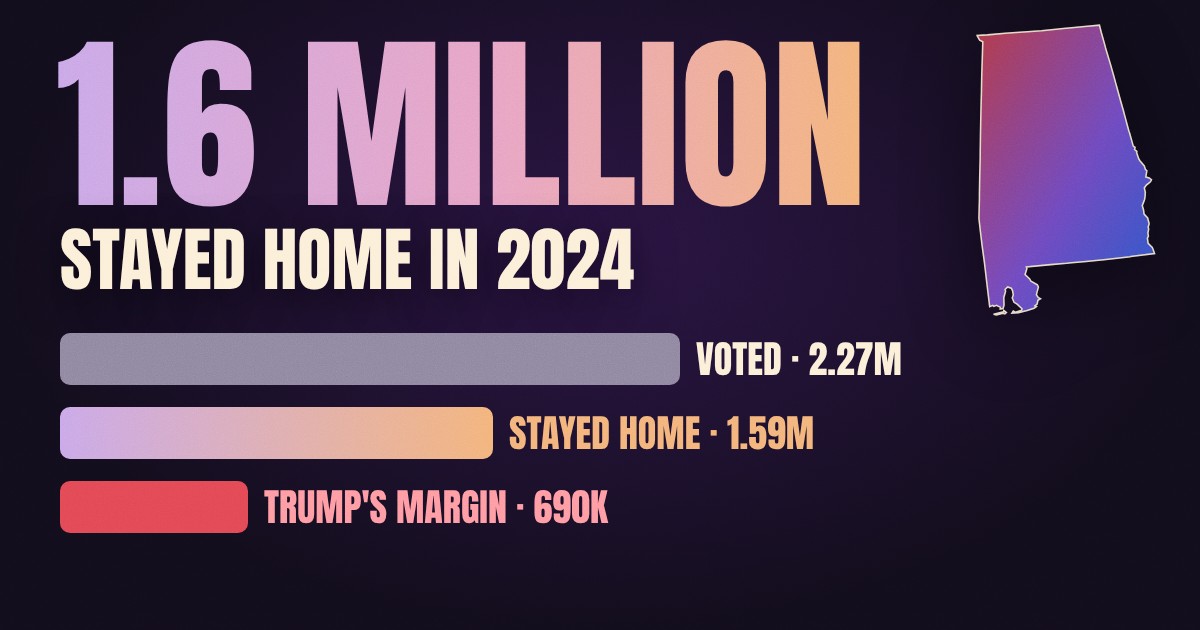 1.6 MILLION
STAYED HOME IN 2024
VOTED · 2.27M
STAYED HOME · 1.59M
TRUMP'S MARGIN · 690K